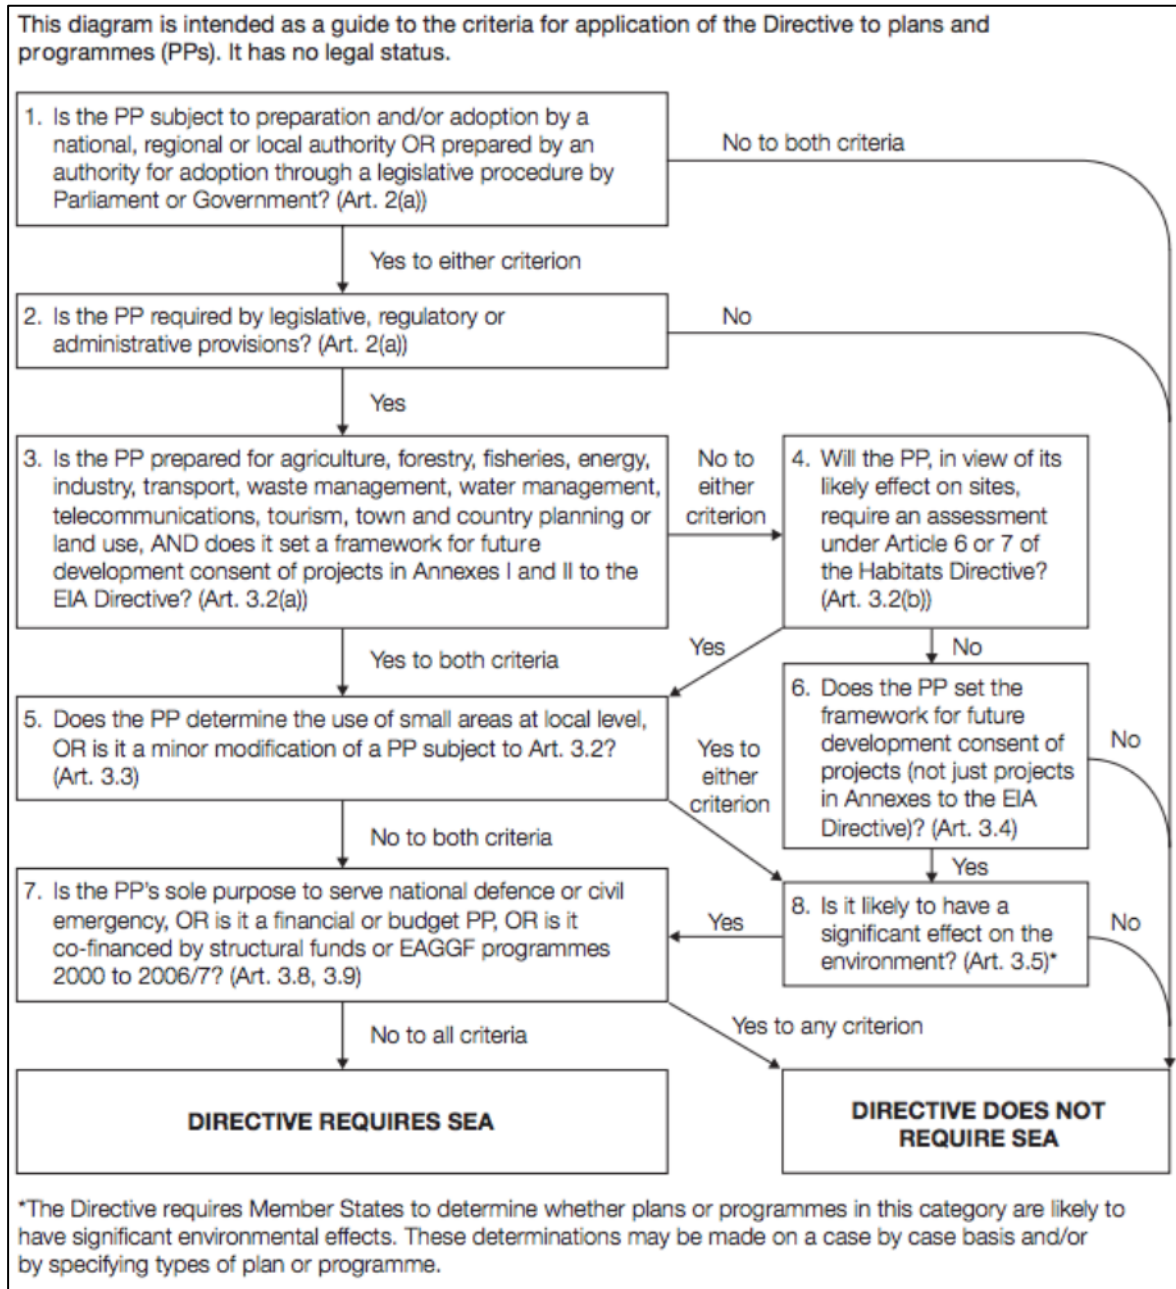 This diagram is intended as a guide to the criteria for application of the Directive to plans and
programmes (PPs). It has no legal status.
1. Is the PP subject to preparation and/or adoption by a
national, regional or local authority OR prepared by an
authority for adoption through a legislative procedure by
Parliament or Government? (Art. 2(a))
No to both criteria
Yes to either criterion
2. Is the PP required by legislative, regulatory or
administrative provisions? (Art. 2(a))
No
Yes
3. Is the PP prepared for agriculture, forestry, fisheries, energy,
industry, transport, waste management, water management,
telecommunications, tourism, town and country planning or
land use, AND does it set a framework for future
development consent of projects in Annexes I and II to the
EIA Directive? (Art. 3.2(a))
No to
either
criterion
4. Will the PP, in view of its
likely effect on sites,
require an assessment
under Article 6 or 7 of
the Habitats Directive?
(Art. 3.2(b))
Yes to both criteria
Yes
No
5. Does the PP determine the use of small areas at local level,
OR is it a minor modification of a PP subject to Art. 3.2?
(Art. 3.3)
Yes to
either
criterion
6. Does the PP set the
framework for future
development consent of
projects (not just projects
in Annexes to the EIA
Directive)? (Art. 3.4)
No
No to both criteria
Yes
7. Is the PP's sole purpose to serve national defence or civil
emergency, OR is it a financial or budget PP, OR is it
co-financed by structural funds or EAGGF programmes
2000 to 2006/7? (Art. 3.8, 3.9)
Yes
8. Is it likely to have a
significant effect on the
environment? (Art. 3.5)*
No
No to all criteria
Yes to any criterion
DIRECTIVE REQUIRES SEA
DIRECTIVE DOES NOT
REQUIRE SEA
*The Directive requires Member States to determine whether plans or programmes in this category are likely to
have significant environmental effects. These determinations may be made on a case by case basis and/or
by specifying types of plan or programme.